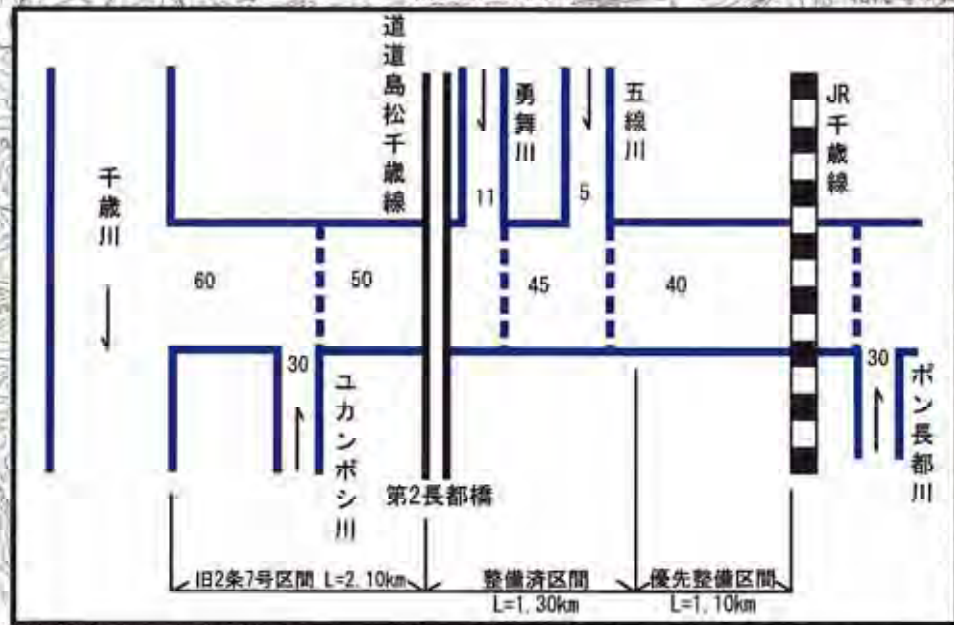 千歳川
道道島松千歳線
勇舞川
五線川
JR千歳線
11
5
60
50
45
40
30
30
ユカンボシ川
ポン長都川
第2長都橋
旧2条7号区間 L=2.10km
整備済区間
L=1.30km
優先整備区間
L=1.10km